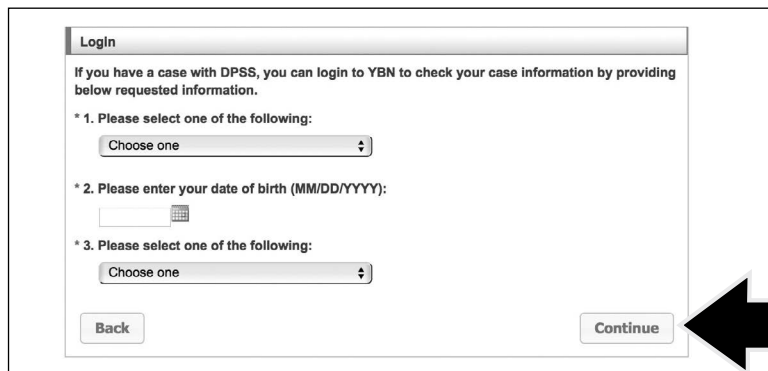 Login
If you have a case with DPSS, you can login to YBN to check your case information by providing
below requested information.
* 1. Please select one of the following:
Choose one
* 2. Please enter your date of birth (MM/DD/YYYY):
* 3. Please select one of the following:
Choose one
Back Continue